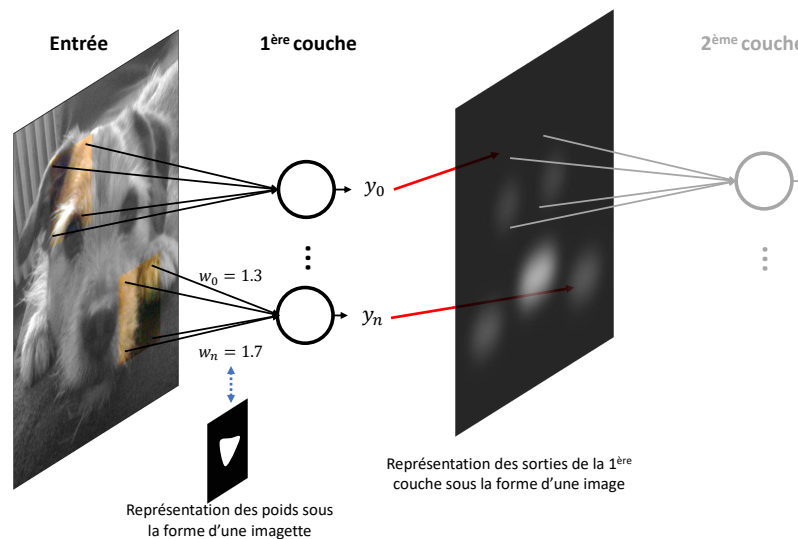 Entrée
1ère couche
2ème couche
y₀
w₀ = 1.3
yₙ
wₙ = 1.7
Représentation des sorties de la 1ère
couche sous la forme d'une image
Représentation des poids sous
la forme d'une imagette